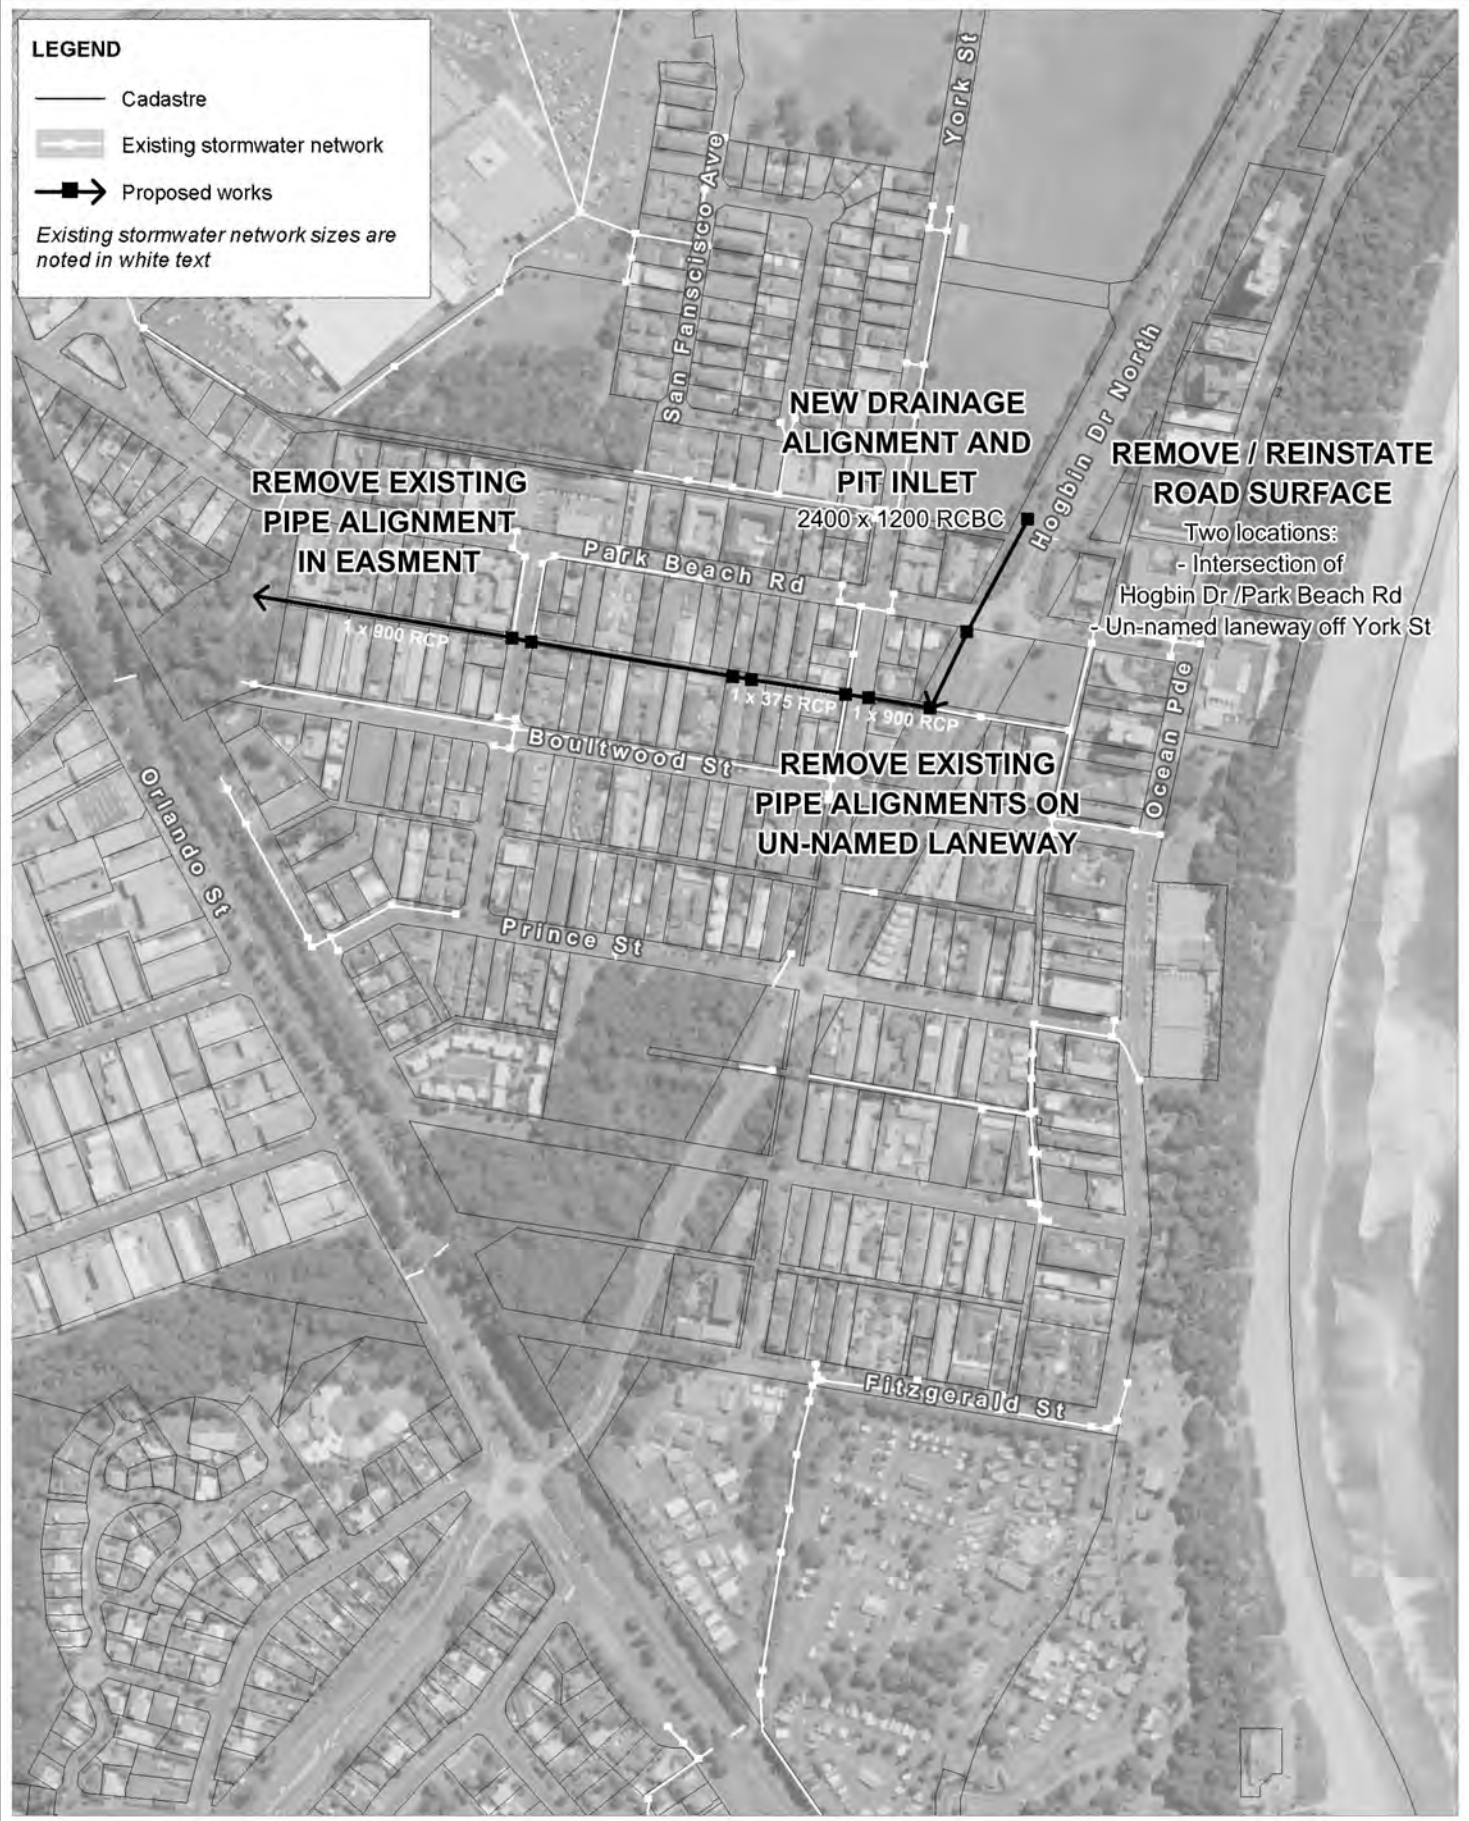 LEGEND
Cadastre
Existing stormwater network
Proposed works
Existing stormwater network sizes are
noted in white text
York St
San Fanscisco Ave
Hogbin Dr North
NEW DRAINAGE
ALIGNMENT AND
PIT INLET
2400 x 1200 RCBC
REMOVE / REINSTATE
ROAD SURFACE
Two locations:
- Intersection of
Hogbin Dr /Park Beach Rd
- Un-named laneway off York St
REMOVE EXISTING
PIPE ALIGNMENT
IN EASMENT
Park Beach Rd
1 x 900 RCP
1 x 375 RCP
1 x 900 RCP
Ocean Pde
Boultwood St
REMOVE EXISTING
PIPE ALIGNMENTS ON
UN-NAMED LANEWAY
Orlando St
Prince St
Fitzgerald St